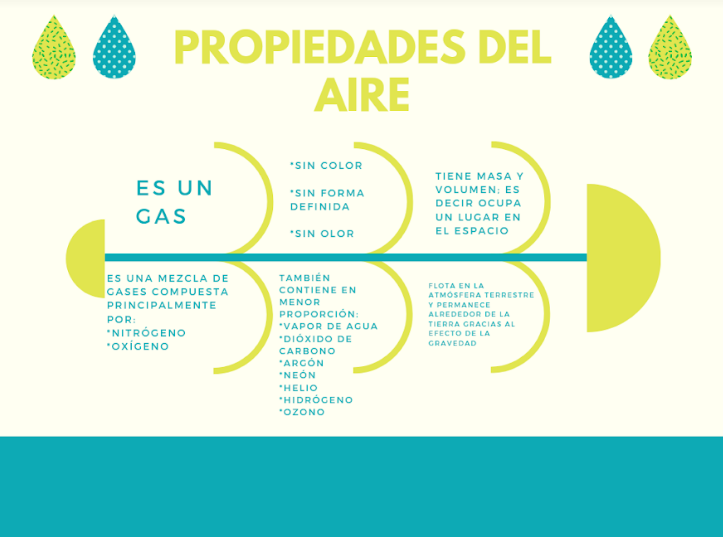 PROPIEDADES DEL
AIRE
ES UN
GAS
*SIN COLOR
*SIN FORMA
DEFINIDA
*SIN OLOR
TIENE MASA Y
VOLUMEN; ES
DECIR OCUPA
UN LUGAR EN
EL ESPACIO
ES UNA MEZCLA DE
GASES COMPUESTA
PRINCIPALMENTE
POR:
*NITRÓGENO
*OXÍGENO
TAMBIÉN
CONTIENE EN
MENOR
PROPORCIÓN:
*VAPOR DE AGUA
*DIÓXIDO DE
CARBONO
*ARGÓN
*NEÓN
*HELIO
*HIDRÓGENO
*OZONO
FLOTA EN LA
ATMÓSFERA TERRESTRE
Y PERMANECE
ALREDEDOR DE LA
TIERRA GRACIAS AL
EFECTO DE LA
GRAVEDAD